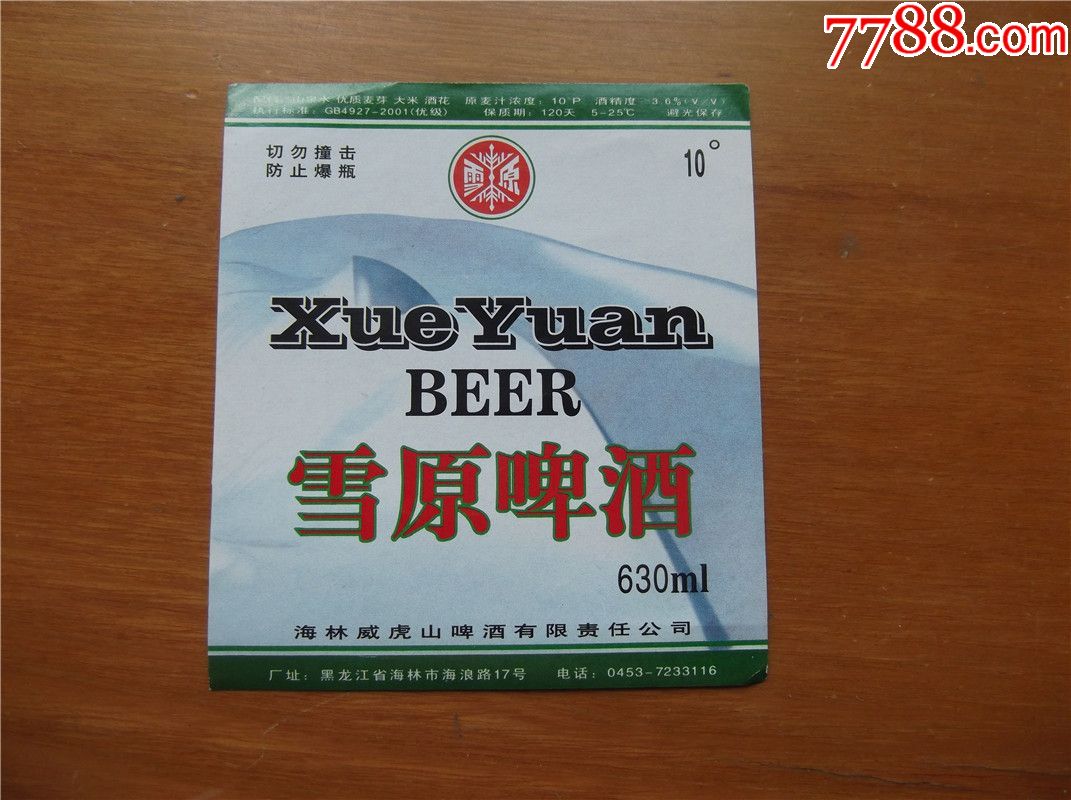 7788.com
配料：山泉水 优质麦芽 大米 酒花 原麦汁浓度：10°P 酒精度 3.6%(V/V)
执行标准：GB4927-2001(优级) 保质期：120天 5-25℃ 避光保存
切勿撞击
防止爆瓶
雪原
10°
XueYuan
BEER
雪原啤酒
630ml
海林威虎山啤酒有限责任公司
厂址：黑龙江省海林市海浪路17号 电话：0453-7233116